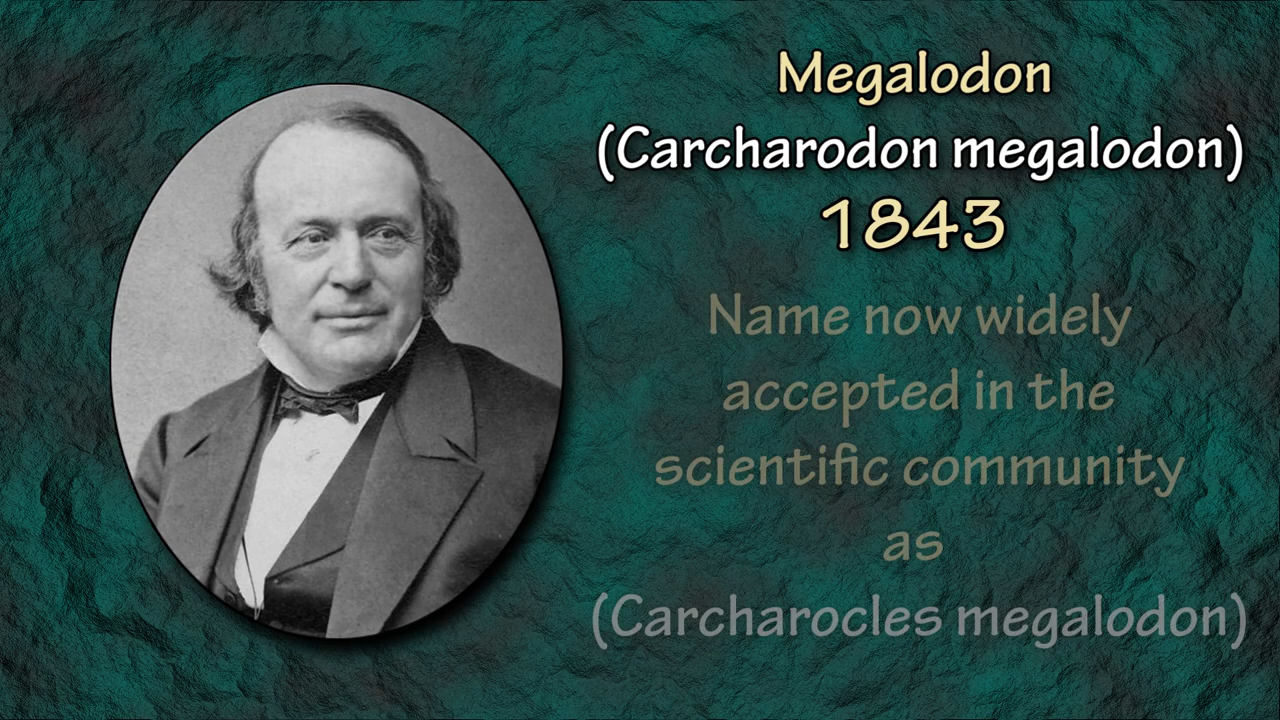 Megalodon
(Carcharodon megalodon)
1843
Name now widely
accepted in the
scientific community
as
(Carcharocles megalodon)